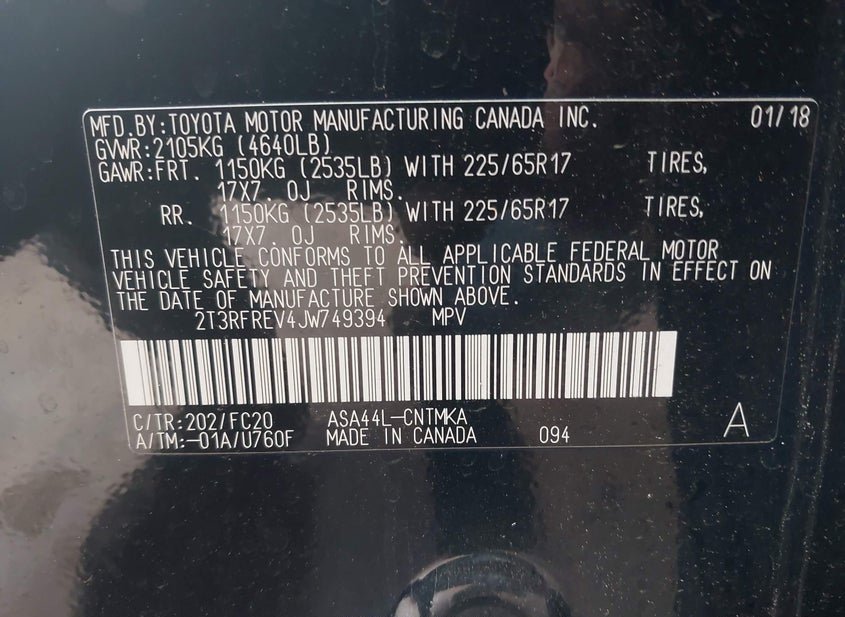 MFD.BY:TOYOTA MOTOR MANUFACTURING CANADA INC. 01/18
GVWR:2105KG (4640LB)
GAWR:FRT. 1150KG (2535LB) WITH 225/65R17 TIRES,
17X7.0J RIMS.
RR. 1150KG (2535LB) WITH 225/65R17 TIRES,
17X7.0J RIMS.
THIS VEHICLE CONFORMS TO ALL APPLICABLE FEDERAL MOTOR
VEHICLE SAFETY AND THEFT PREVENTION STANDARDS IN EFFECT ON
THE DATE OF MANUFACTURE SHOWN ABOVE.
2T3RFREV4JW749394 MPV
C/TR:202/FC20 ASA44L-CNTMKA
A/TM:-01A/U760F MADE IN CANADA 094 A